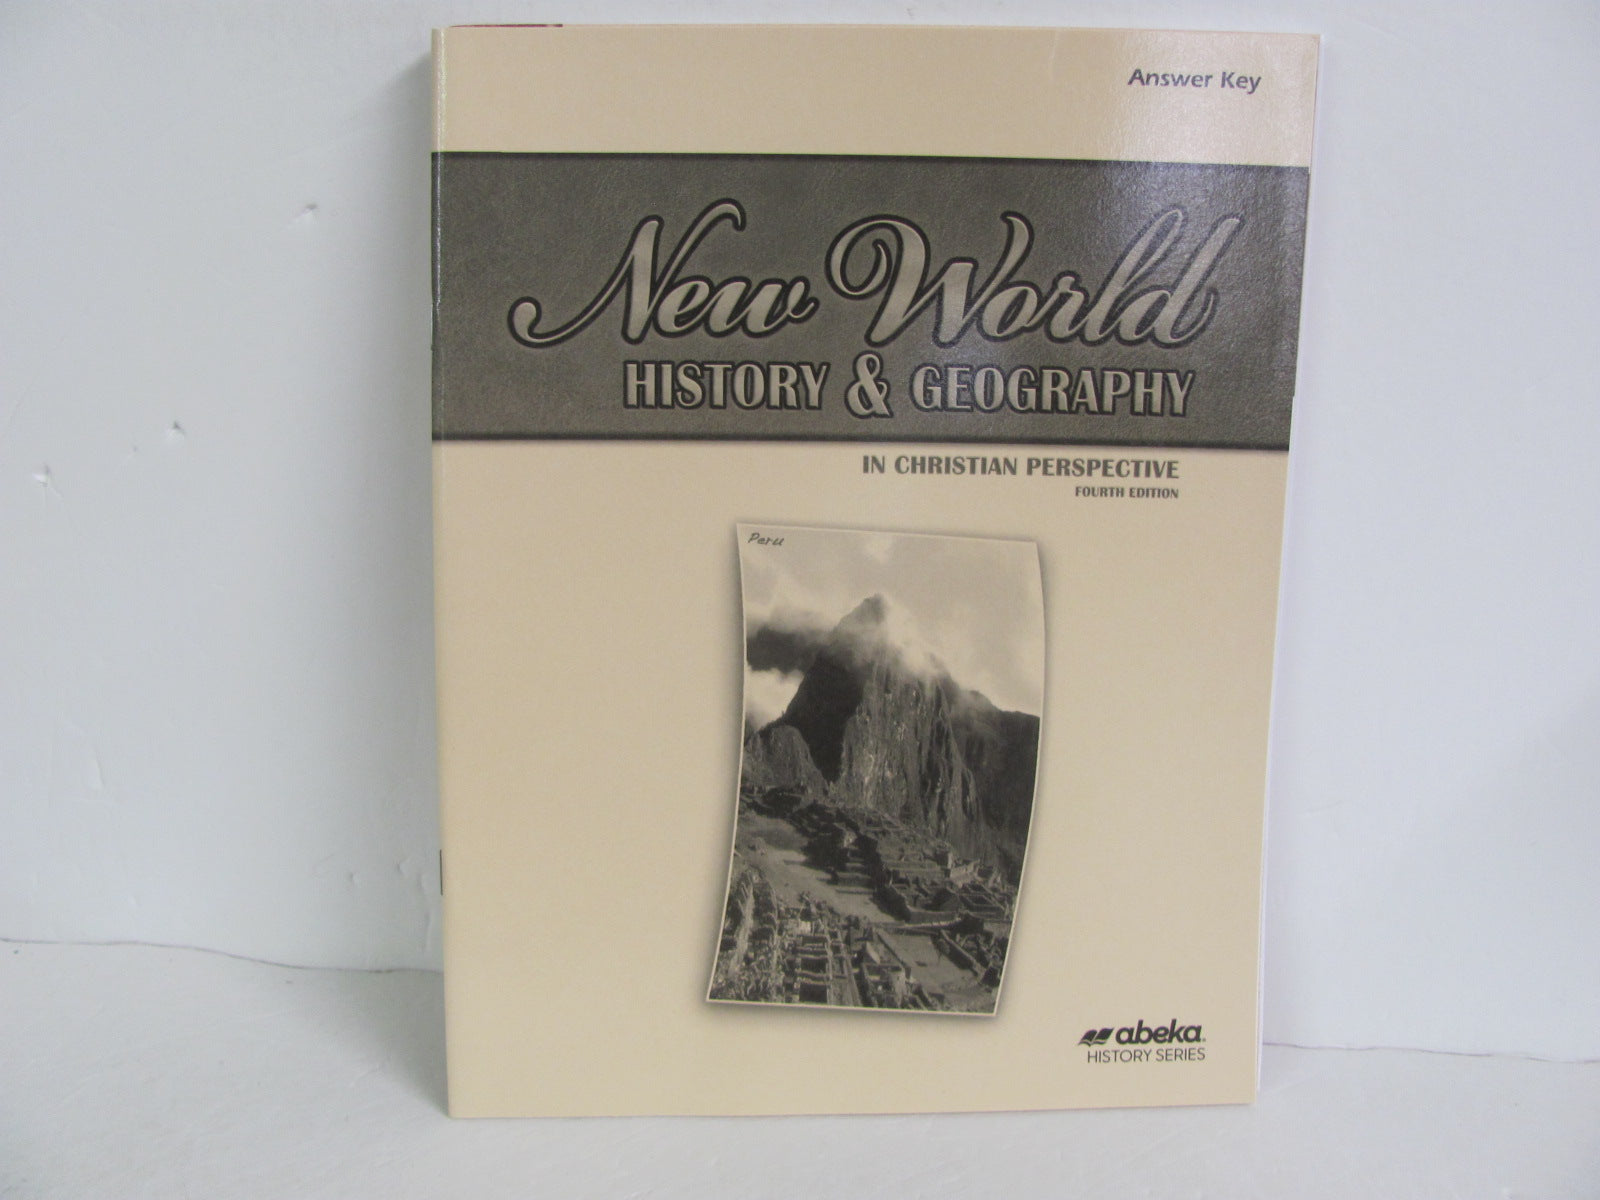 Answer Key
New World
HISTORY & GEOGRAPHY
IN CHRISTIAN PERSPECTIVE
FOURTH EDITION
Peru
abeka
HISTORY SERIES